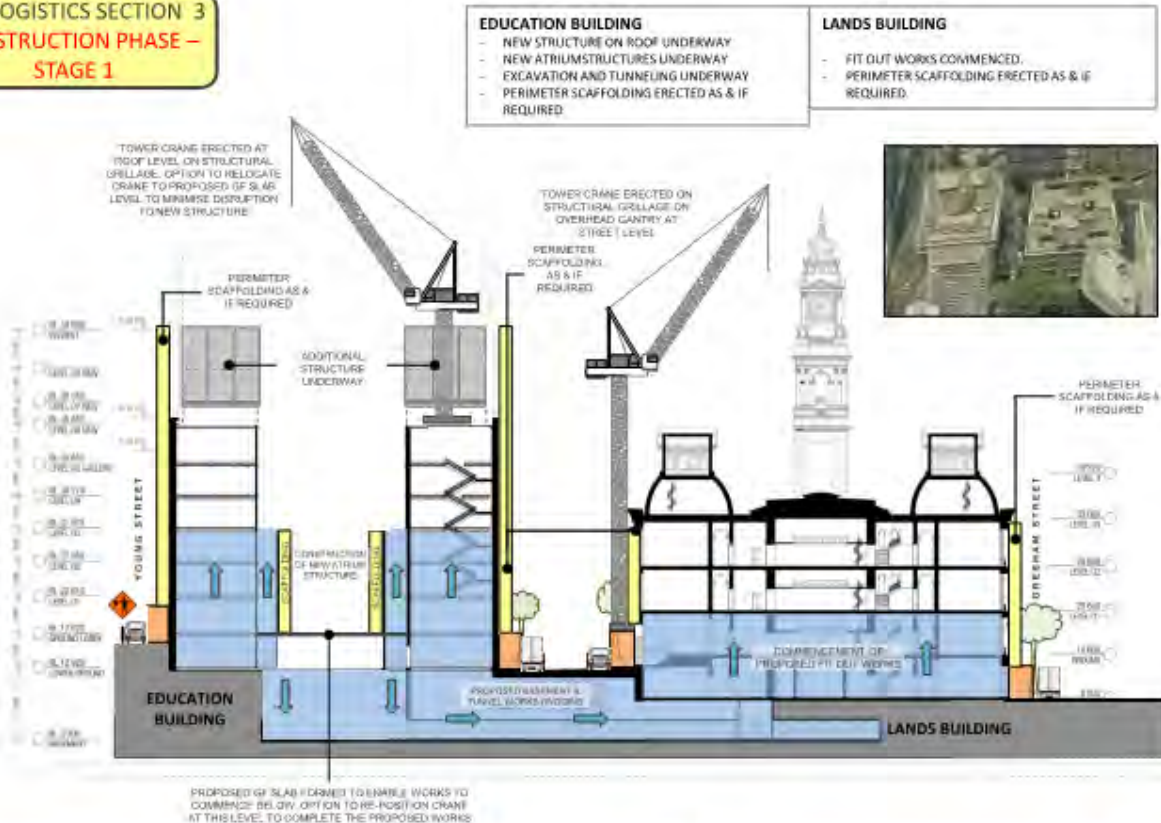 OGISTICS SECTION 3
STRUCTION PHASE –
STAGE 1
EDUCATION BUILDING
- NEW STRUCTURE ON ROOF UNDERWAY
- NEW ATRIUMSTRUCTURES UNDERWAY
- EXCAVATION AND TUNNELING UNDERWAY
- PERIMETER SCAFFOLDING ERECTED AS & IF
REQUIRED
LANDS BUILDING
- FIT OUT WORKS COMMENCED.
- PERIMETER SCAFFOLDING ERECTED AS & IF
REQUIRED
TOWER CRANE ERECTED AT
ROOF LEVEL ON STRUCTURAL
GRILLAGE. OPTION TO RELOCATE
CRANE TO PROPOSED GF SLAB
LEVEL TO MINIMISE DISRUPTION
TO NEW STRUCTURE
TOWER CRANE ERECTED ON
STRUCTURAL GRILLAGE ON
OVERHEAD GANTRY AT
STREET LEVEL
PERIMETER
SCAFFOLDING
AS & IF
REQUIRED
PERIMETER
SCAFFOLDING AS &
IF REQUIRED
ADDITIONAL
STRUCTURE
UNDERWAY
PERIMETER
SCAFFOLDING AS &
IF REQUIRED
YOUNG STREET
SCAFFOLDING
CONSTRUCTION
OF NEW ATRIUM
STRUCTURE
SCAFFOLDING
GRESHAM STREET
COMMENCEMENT OF
PROPOSED FIT OUT WORKS
PROPOSED BASEMENT &
TUNNEL WORKS ONGOING
EDUCATION
BUILDING
LANDS BUILDING
PROPOSED GF SLAB FORMED TO ENABLE WORKS TO
COMMENCE BELOW. OPTION TO RE-POSITION CRANE
AT THIS LEVEL TO COMPLETE THE PROPOSED WORKS